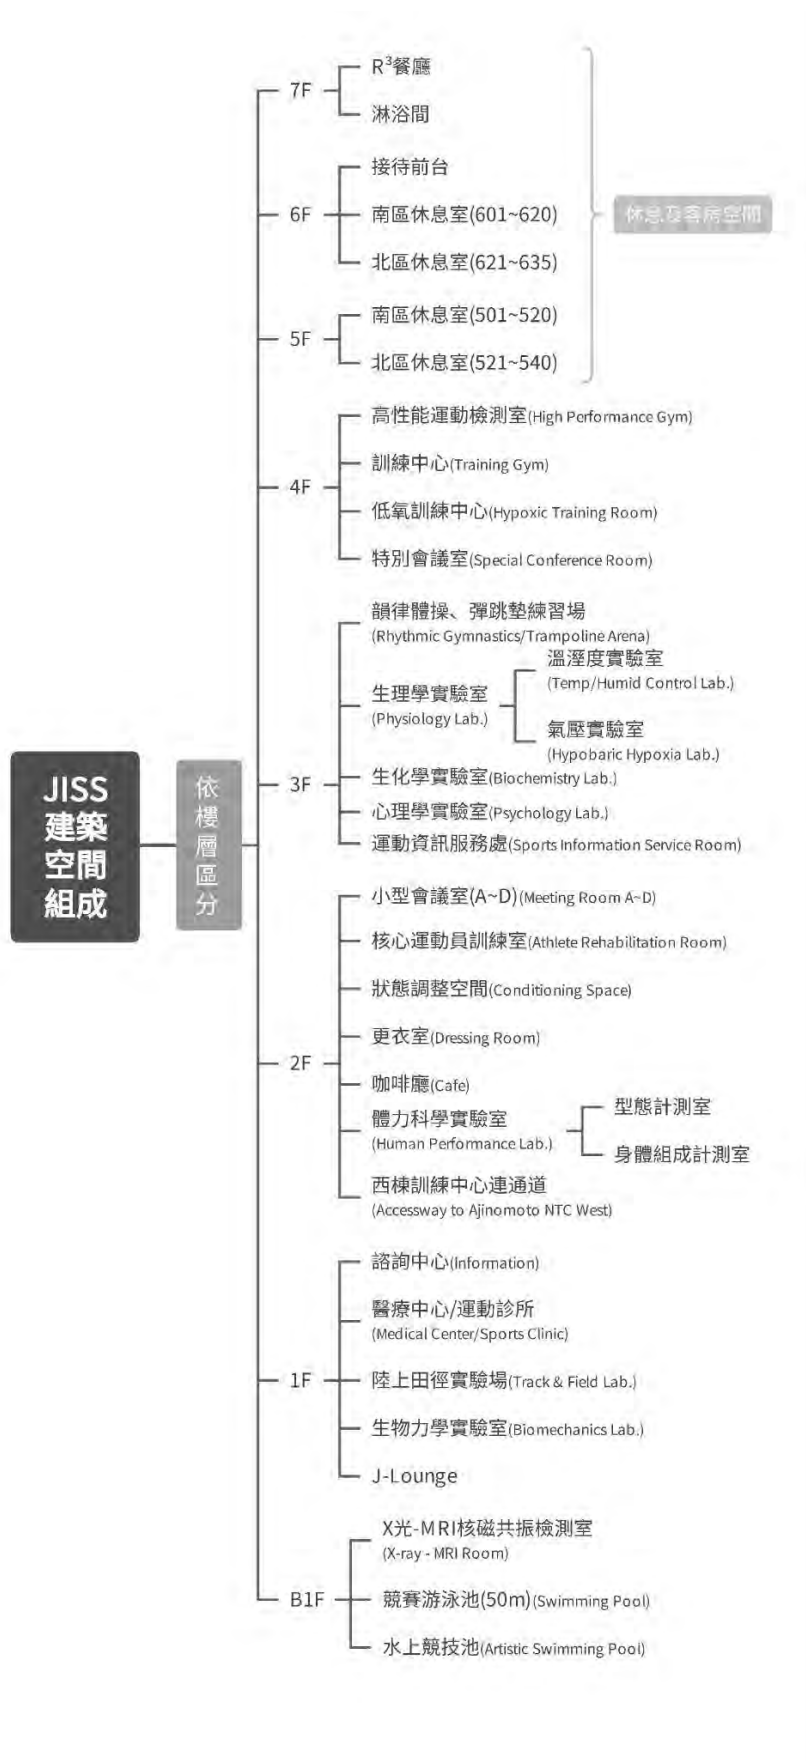 JISS
建築
空間
組成
依樓層區分
7F
R³餐廳
淋浴間
6F
接待前台
南區休息室(601~620)
北區休息室(621~635)
5F
南區休息室(501~520)
北區休息室(521~540)
休息及客房空間
4F
高性能運動檢測室(High Performance Gym)
訓練中心(Training Gym)
低氧訓練中心(Hypoxic Training Room)
特別會議室(Special Conference Room)
3F
韻律體操、彈跳墊練習場
(Rhythmic Gymnastics/Trampoline Arena)
生理學實驗室
(Physiology Lab.)
溫溼度實驗室
(Temp/Humid Control Lab.)
氣壓實驗室
(Hypobaric Hypoxia Lab.)
生化學實驗室(Biochemistry Lab.)
心理學實驗室(Psychology Lab.)
運動資訊服務處(Sports Information Service Room)
2F
小型會議室(A~D)(Meeting Room A~D)
核心運動員訓練室(Athlete Rehabilitation Room)
狀態調整空間(Conditioning Space)
更衣室(Dressing Room)
咖啡廳(Cafe)
體力科學實驗室
(Human Performance Lab.)
型態計測室
身體組成計測室
西棟訓練中心連通道
(Accessway to Ajinomoto NTC West)
1F
諮詢中心(Information)
醫療中心/運動診所
(Medical Center/Sports Clinic)
陸上田徑實驗場(Track & Field Lab.)
生物力學實驗室(Biomechanics Lab.)
J-Lounge
B1F
X光-MRI核磁共振檢測室
(X-ray - MRI Room)
競賽游泳池(50m)(Swimming Pool)
水上競技池(Artistic Swimming Pool)